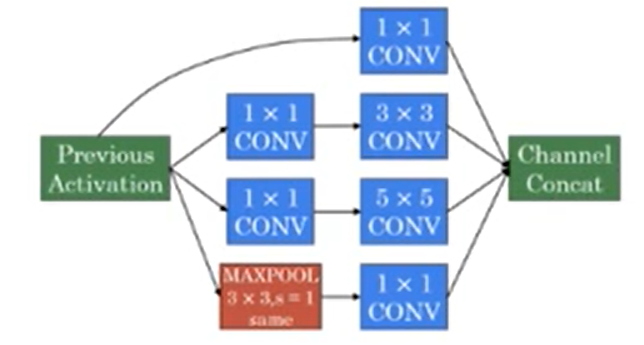 1 × 1
CONV
1 × 1
CONV
3 × 3
CONV
Previous
Activation
Channel
Concat
1 × 1
CONV
5 × 5
CONV
MAXPOOL
3 × 3,s = 1
same
1 × 1
CONV